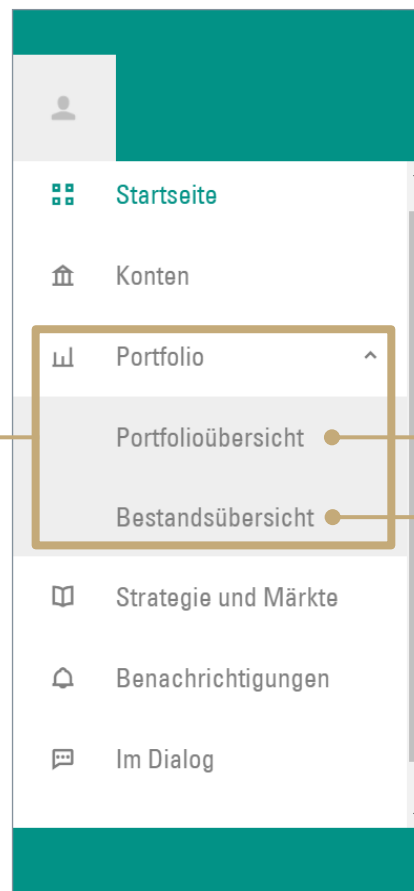 Startseite
Konten
Portfolio
Portfolioübersicht
Bestandsübersicht
Strategie und Märkte
Benachrichtigungen
Im Dialog